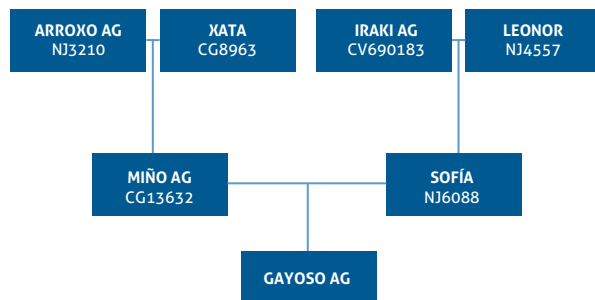 ARROXO AG
NJ3210
XATA
CG8963
IRAKI AG
CV690183
LEONOR
NJ4557
MIÑO AG
CG13632
SOFÍA
NJ6088
GAYOSO AG